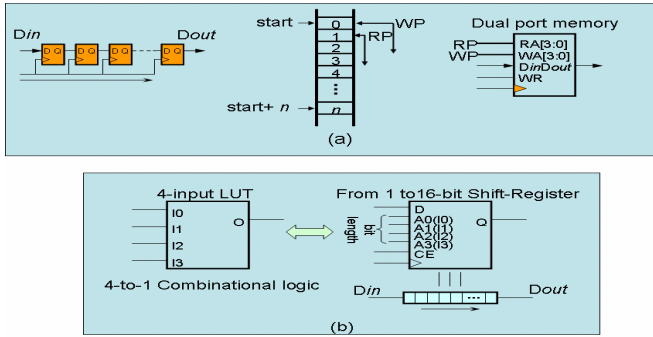 Din
Dout
D Q
D Q
D Q
D Q
start
0
1
2
3
4
n
start+ n
WP
RP
Dual port memory
RP
WP
RA[3:0]
WA[3:0]
DinDout
WR
(a)
4-input LUT
I0
I1
I2
I3
O
4-to-1 Combinational logic
From 1 to16-bit Shift-Register
bit
length
D
A0(I0)
A1(I1)
A2(I2)
A3(I3)
CE
Q
Din
Dout
(b)